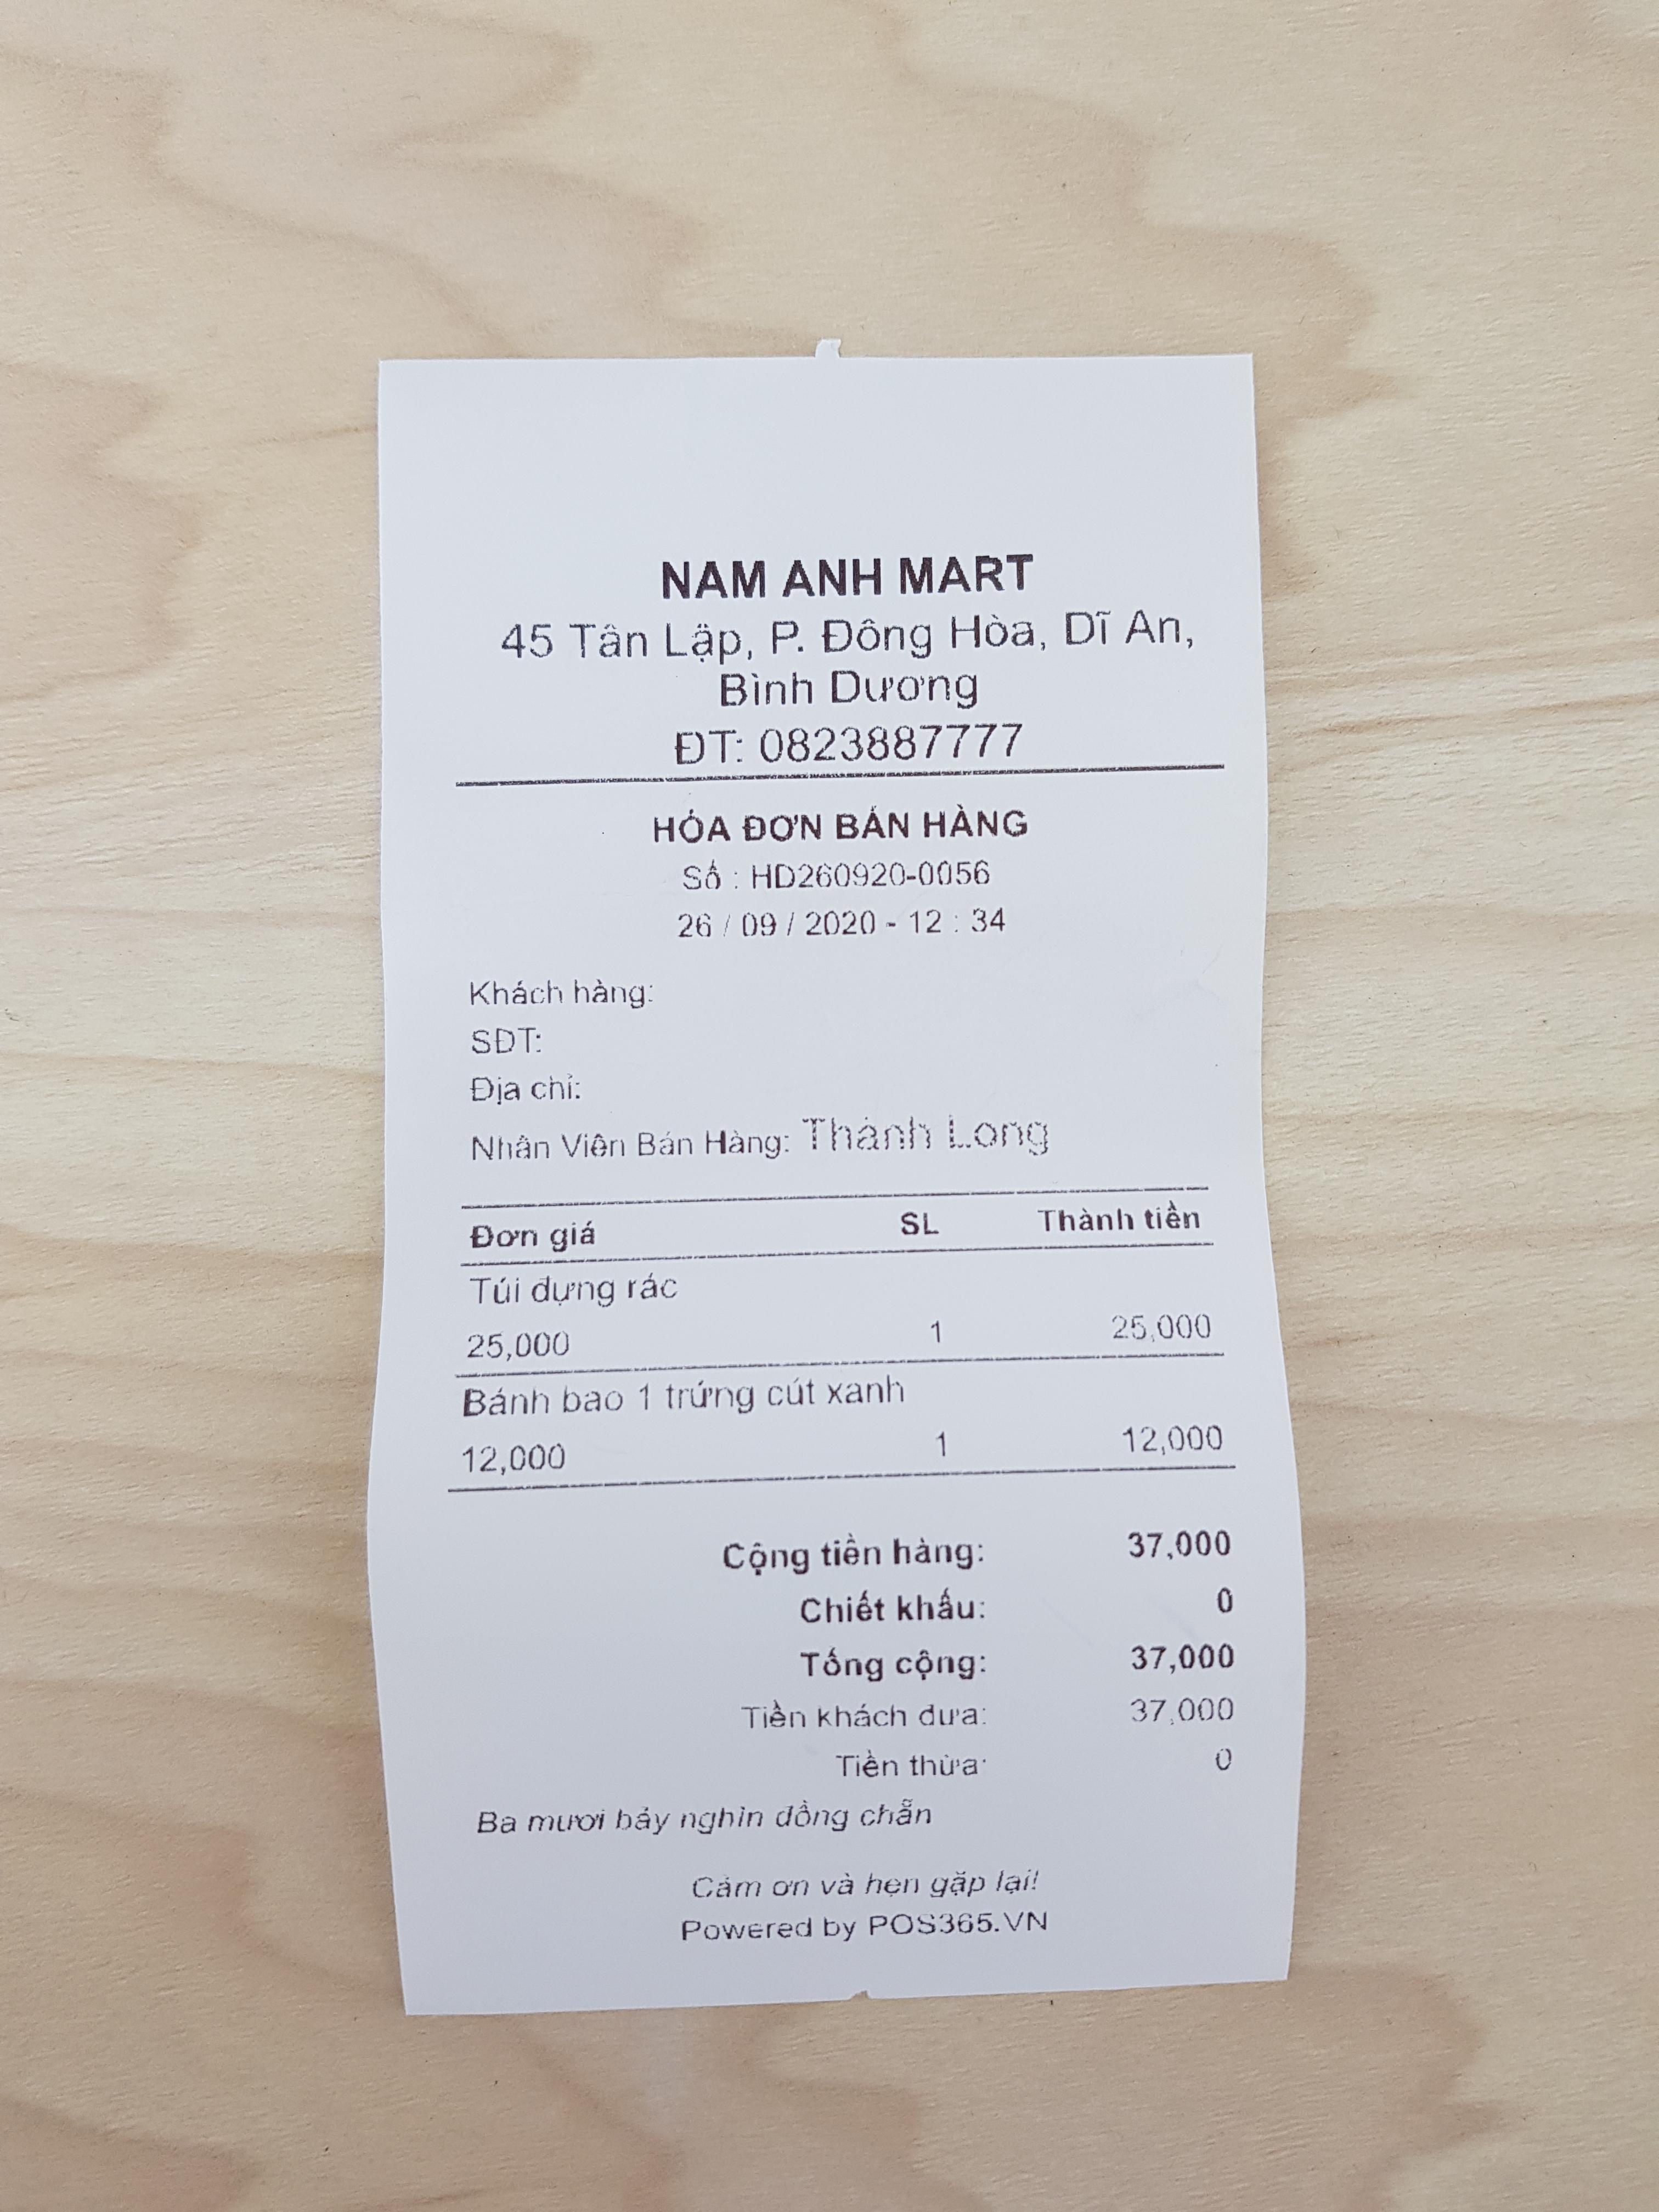 NAM ANH MART
45 Tân Lập, P. Đông Hòa, Dĩ An,
Bình Dương
ĐT: 0823887777
HÓA ĐƠN BÁN HÀNG
Số : HD260920-0056
26 / 09 / 2020 - 12 : 34
Khách hàng:
SĐT:
Địa chỉ:
Nhân Viên Bán Hàng: Thành Long
Đơn giá SL Thành tiền
Túi đựng rác
25,000 1 25,000
Bánh bao 1 trứng cút xanh
12,000 1 12,000
Cộng tiền hàng: 37,000
Chiết khấu: 0
Tổng cộng: 37,000
Tiền khách đưa: 37,000
Tiền thừa: 0
Ba mươi bảy nghìn đồng chẵn
Cảm ơn và hẹn gặp lại!
Powered by POS365.VN